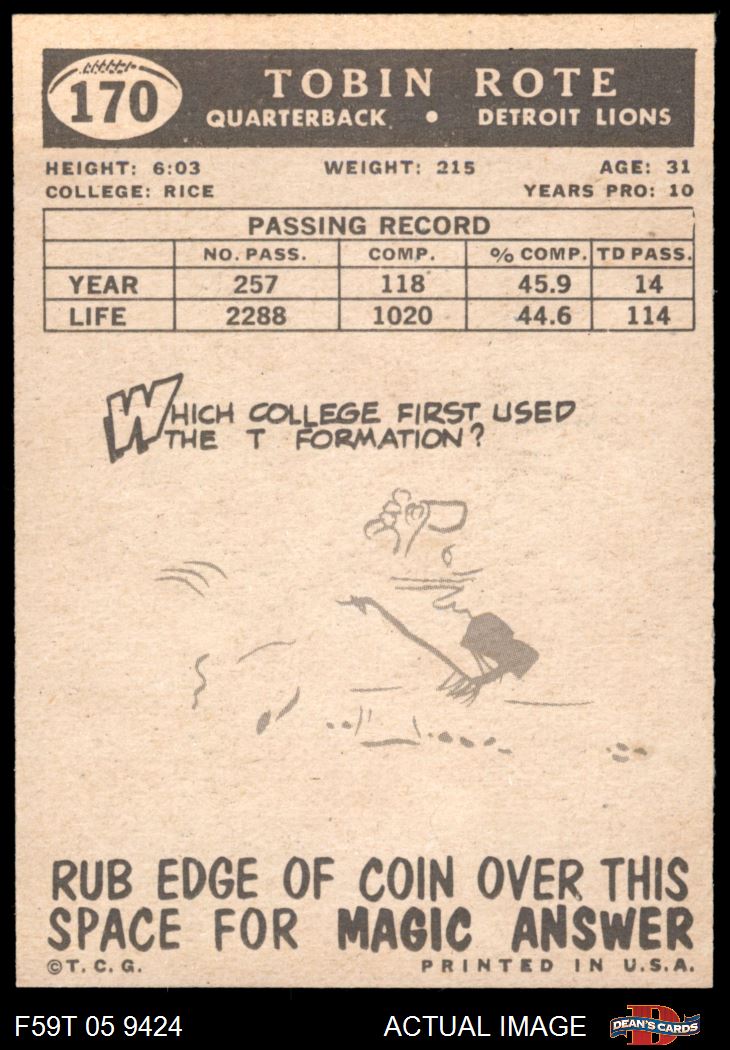 170
TOBIN ROTE
QUARTERBACK • DETROIT LIONS
HEIGHT: 6:03 WEIGHT: 215 AGE: 31
COLLEGE: RICE YEARS PRO: 10
PASSING RECORD
NO. PASS. COMP. % COMP. TD PASS.
YEAR 257 118 45.9 14
LIFE 2288 1020 44.6 114
WHICH COLLEGE FIRST USED
THE T FORMATION?
RUB EDGE OF COIN OVER THIS
SPACE FOR MAGIC ANSWER
©T.C.G. PRINTED IN U.S.A.
F59T 05 9424 ACTUAL IMAGE D DEAN'S CARDS